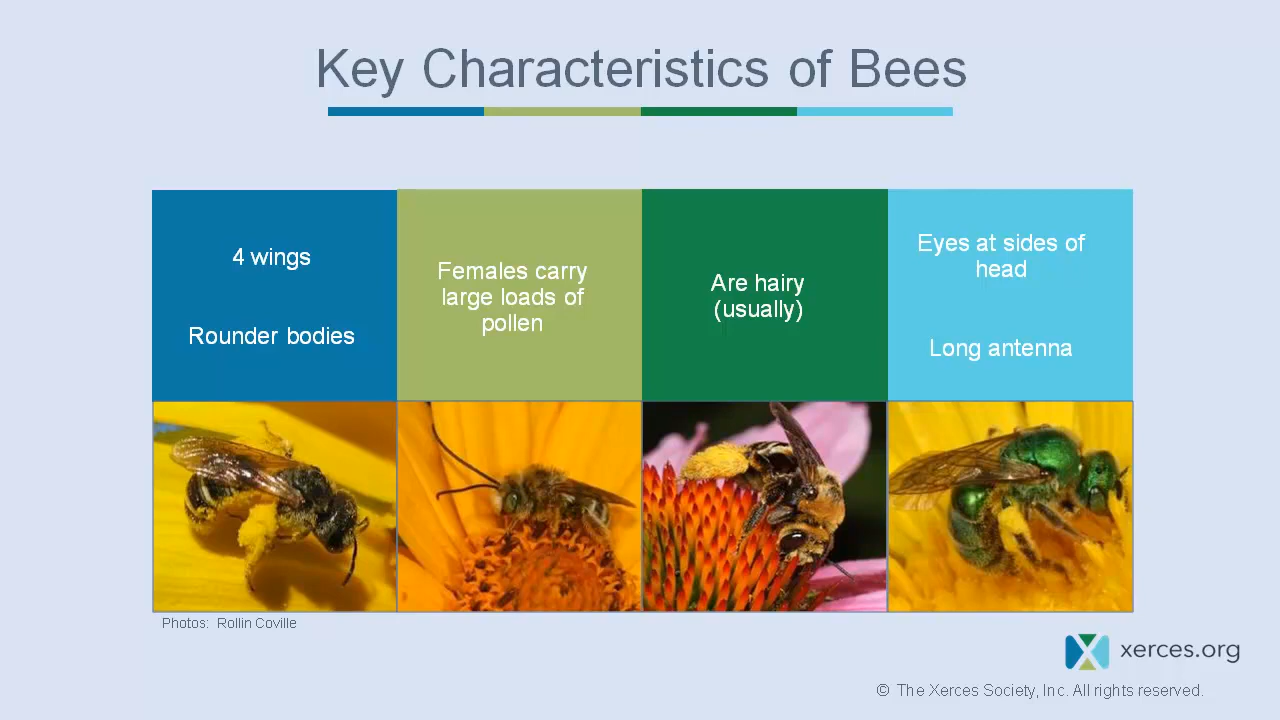 Key Characteristics of Bees
4 wings
Rounder bodies
Females carry
large loads of
pollen
Are hairy
(usually)
Eyes at sides of
head
Long antenna
Photos: Rollin Coville
xerces.org
© The Xerces Society, Inc. All rights reserved.